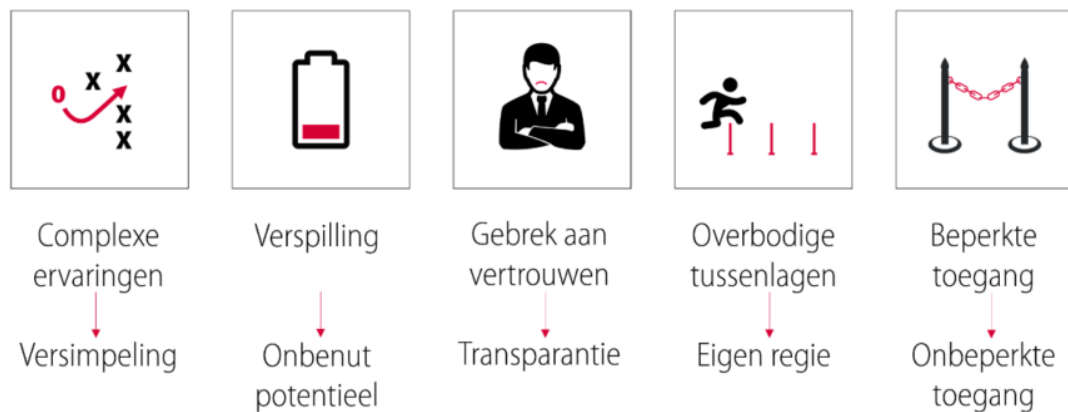 O X X X X
Complexe
ervaringen
Versimpeling
Verspilling
Onbenut
potentieel
Gebrek aan
vertrouwen
Transparantie
Overbodige
tussenlagen
Eigen regie
Beperkte
toegang
Onbeperkte
toegang